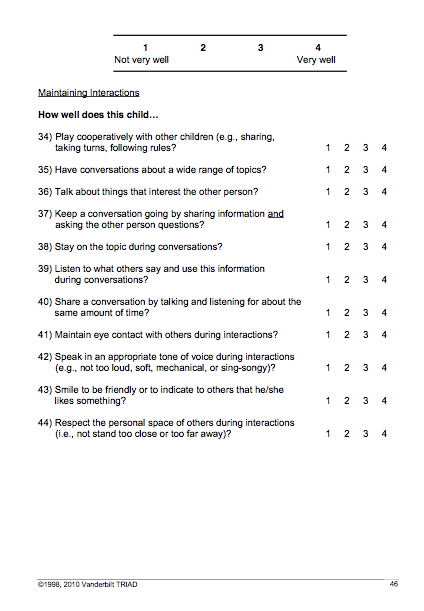 1 2 3 4
Not very well Very well
Maintaining Interactions
How well does this child…
34) Play cooperatively with other children (e.g., sharing,
taking turns, following rules? 1 2 3 4
35) Have conversations about a wide range of topics? 1 2 3 4
36) Talk about things that interest the other person? 1 2 3 4
37) Keep a conversation going by sharing information and
asking the other person questions? 1 2 3 4
38) Stay on the topic during conversations? 1 2 3 4
39) Listen to what others say and use this information
during conversations? 1 2 3 4
40) Share a conversation by talking and listening for about the
same amount of time? 1 2 3 4
41) Maintain eye contact with others during interactions? 1 2 3 4
42) Speak in an appropriate tone of voice during interactions
(e.g., not too loud, soft, mechanical, or sing-songy)? 1 2 3 4
43) Smile to be friendly or to indicate to others that he/she
likes something? 1 2 3 4
44) Respect the personal space of others during interactions
(i.e., not stand too close or too far away)? 1 2 3 4
©1998, 2010 Vanderbilt TRIAD 46